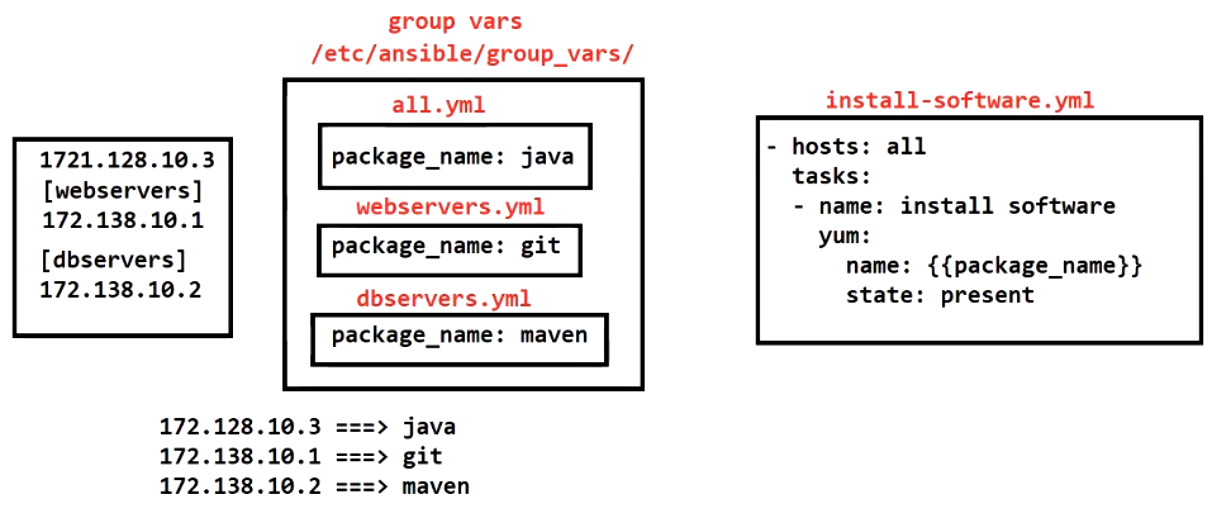 group vars
/etc/ansible/group_vars/
1721.128.10.3
[webservers]
172.138.10.1
[dbservers]
172.138.10.2
all.yml
package_name: java
webservers.yml
package_name: git
dbservers.yml
package_name: maven
install-software.yml
- hosts: all
tasks:
- name: install software
yum:
name: {{package_name}}
state: present
172.128.10.3 ===> java
172.138.10.1 ===> git
172.138.10.2 ===> maven